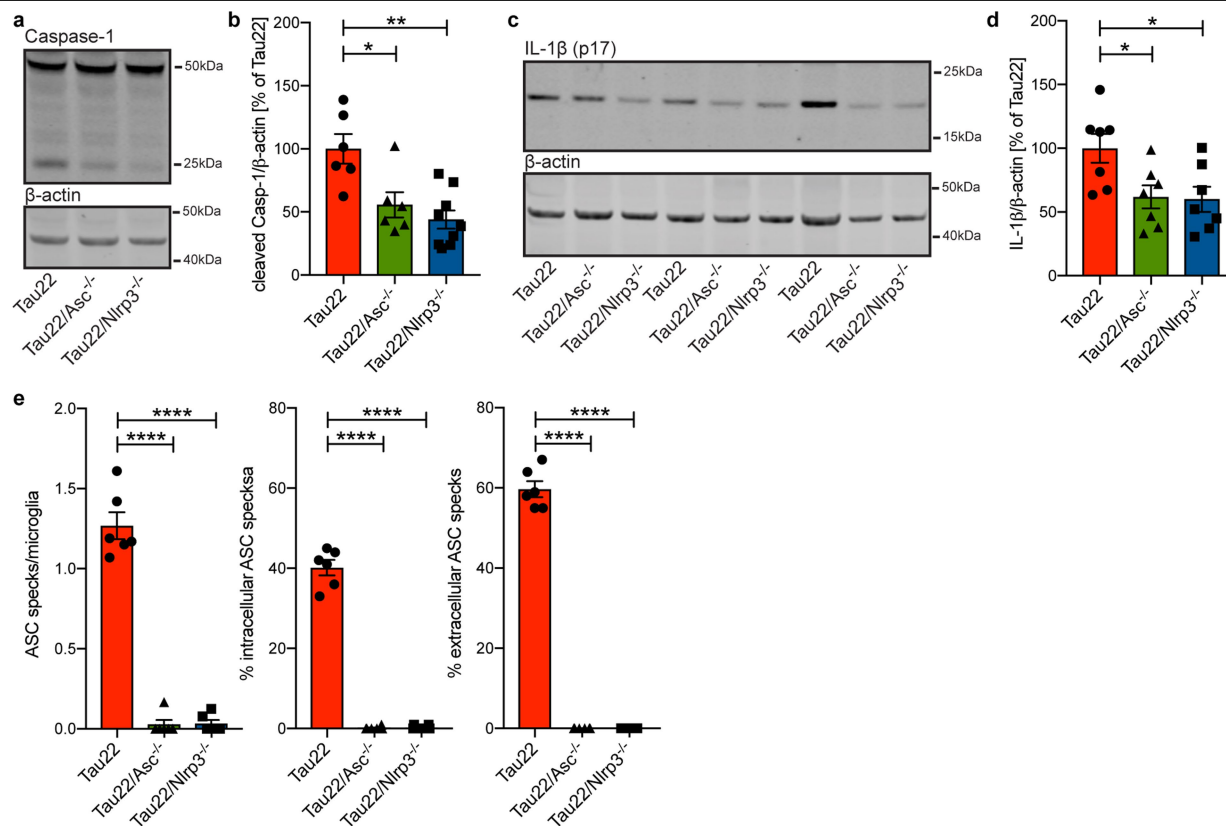 a
Caspase-1
50kDa
25kDa
β-actin
50kDa
40kDa
Tau22
Tau22/Asc-/-
Tau22/Nlrp3-/-
b
cleaved Casp-1/β-actin [% of Tau22]
200
150
100
50
0
**
*
Tau22
Tau22/Asc-/-
Tau22/Nlrp3-/-
c
IL-1β (p17)
25kDa
15kDa
β-actin
50kDa
40kDa
Tau22
Tau22/Asc-/-
Tau22/Nlrp3-/-
Tau22
Tau22/Asc-/-
Tau22/Nlrp3-/-
Tau22
Tau22/Asc-/-
Tau22/Nlrp3-/-
d
IL-1β/β-actin [% of Tau22]
200
150
100
50
0
*
*
Tau22
Tau22/Asc-/-
Tau22/Nlrp3-/-
e
ASC specks/microglia
2.0
1.5
1.0
0.5
0.0
****
****
Tau22
Tau22/Asc-/-
Tau22/Nlrp3-/-
% intracellular ASC specksa
80
60
40
20
0
****
****
Tau22
Tau22/Asc-/-
Tau22/Nlrp3-/-
% extracellular ASC specks
80
60
40
20
0
****
****
Tau22
Tau22/Asc-/-
Tau22/Nlrp3-/-